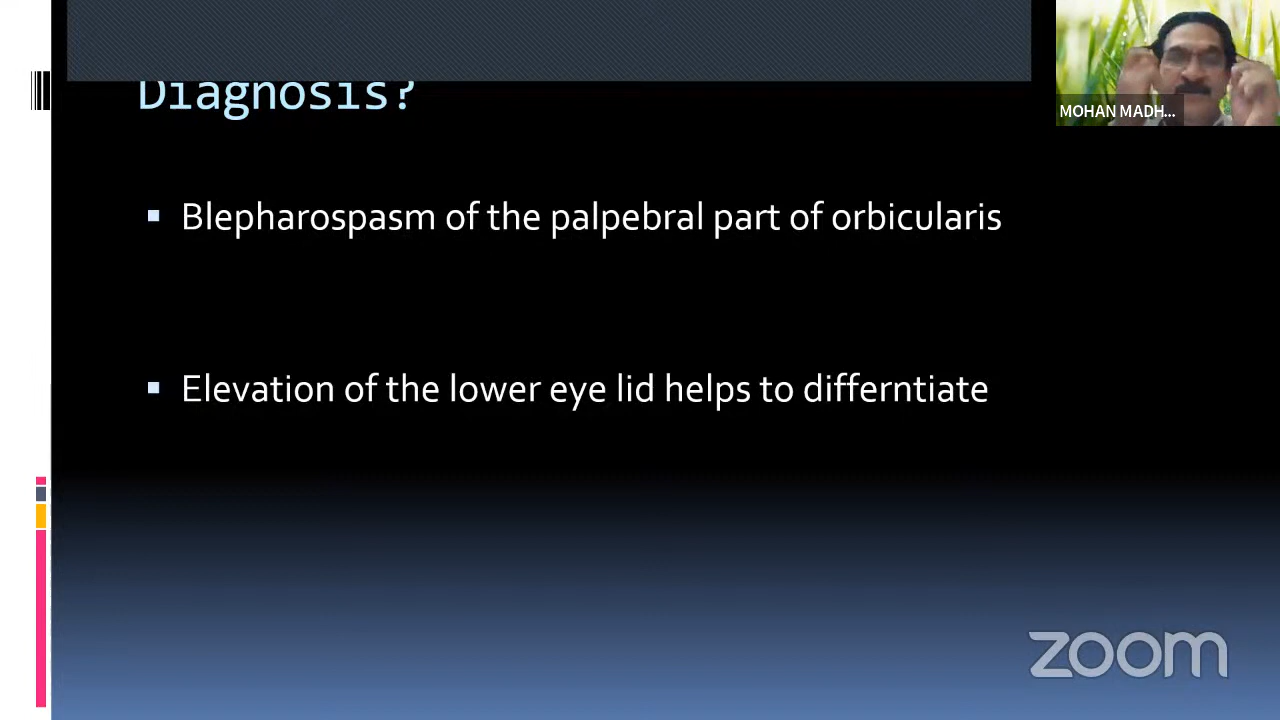 Diagnosis?
MOHAN MADH...
Blepharospasm of the palpebral part of orbicularis
Elevation of the lower eye lid helps to differntiate
zoom